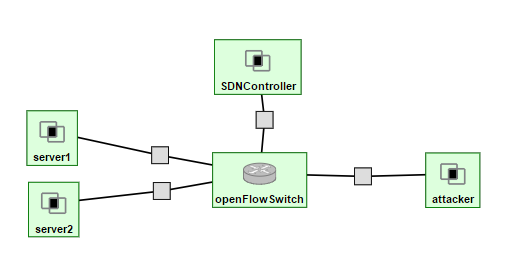 SDNController
server1
openFlowSwitch
attacker
server2